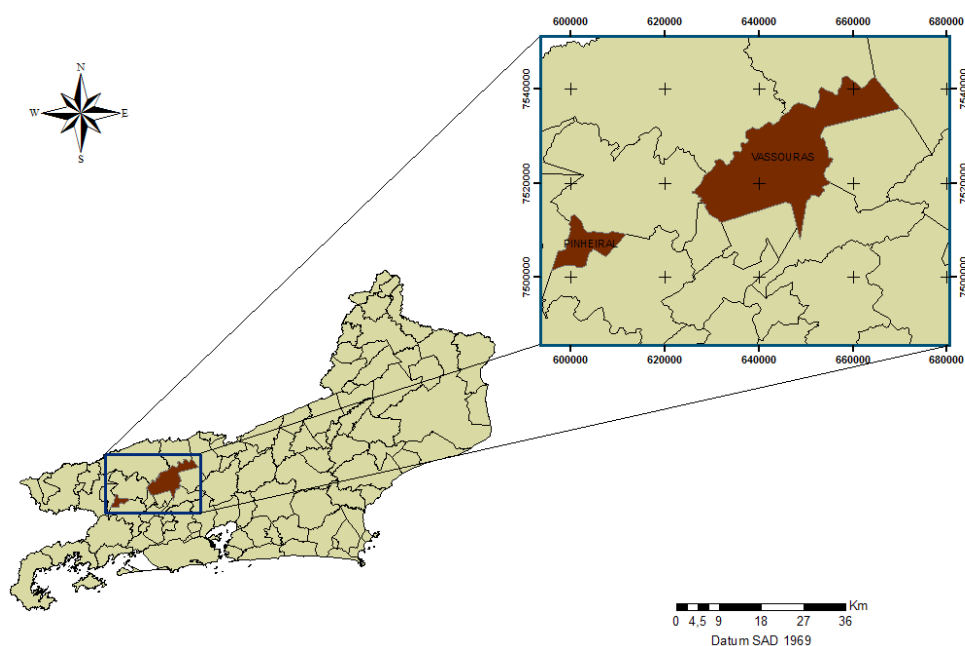 600000 620000 640000 660000 680000
N
W E
S
7540000 7540000
VASSOURAS
7520000 7520000
PINHEIRAL
7500000 7500000
600000 620000 640000 660000 680000
Km
0 4,5 9 18 27 36
Datum SAD 1969